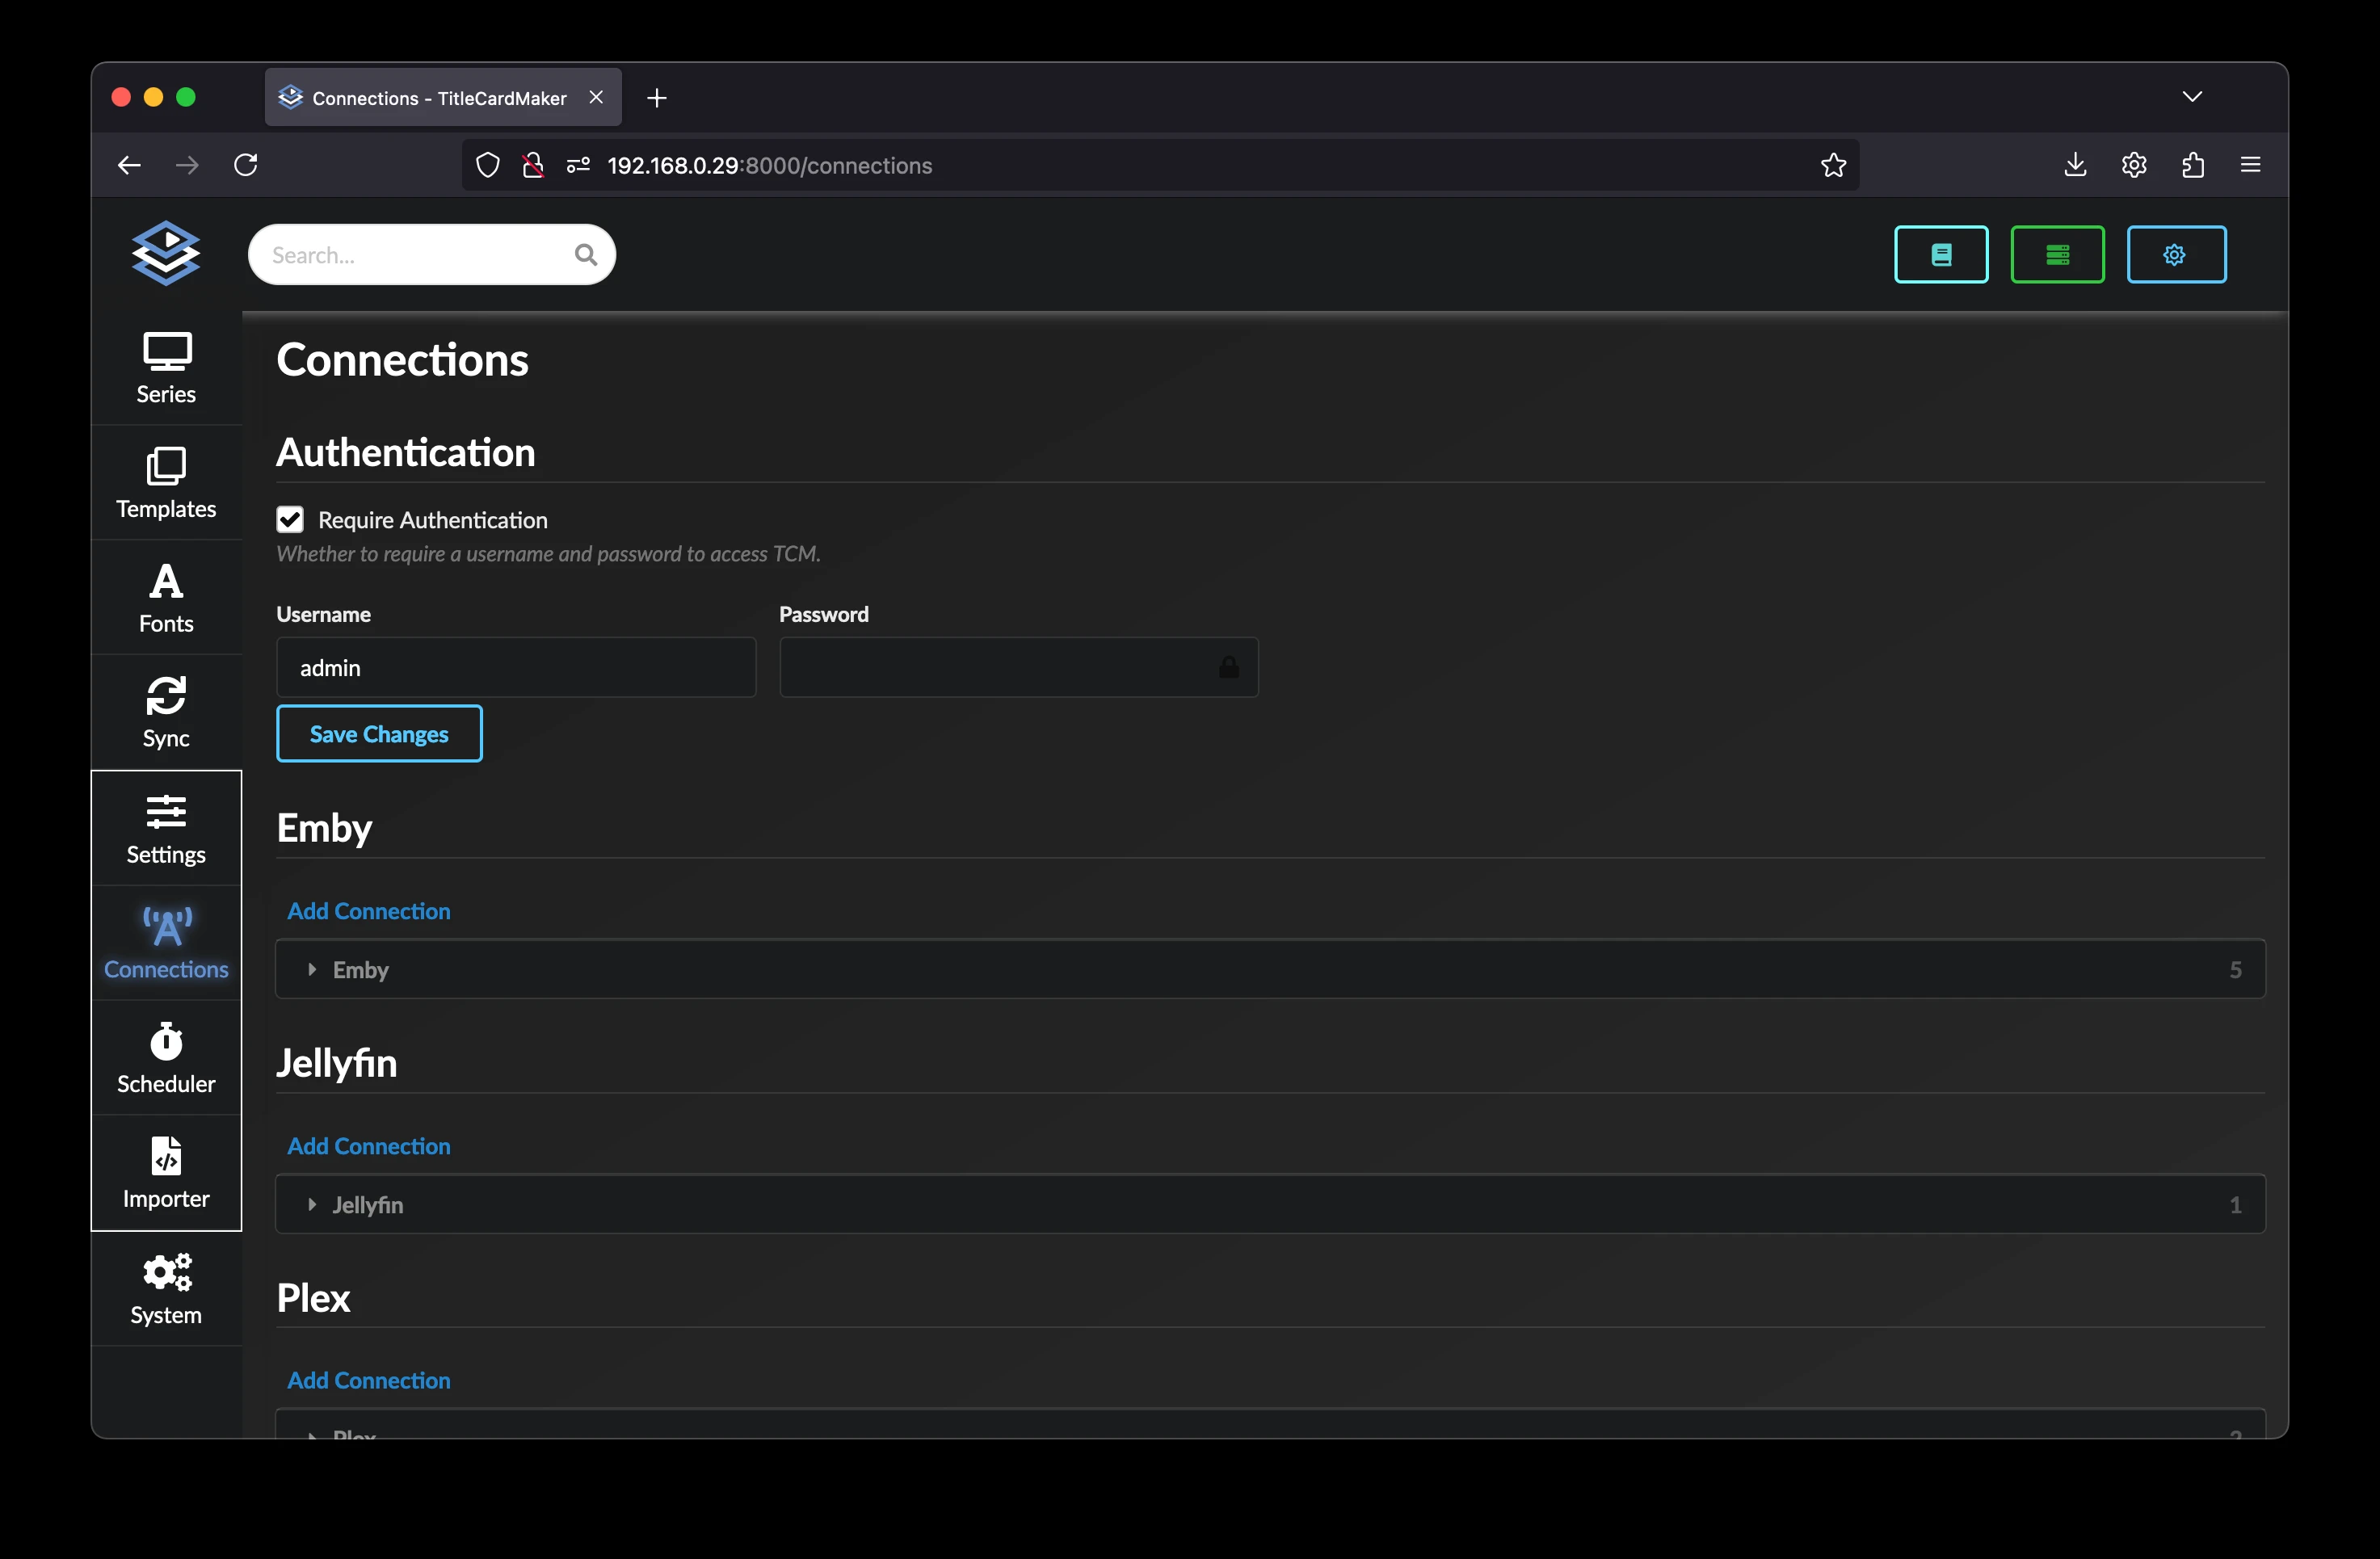 Connections - TitleCardMaker
192.168.0.29:8000/connections
Search...
Series
Templates
Fonts
Sync
Settings
Connections
Scheduler
Importer
System
Connections
Authentication
Require Authentication
Whether to require a username and password to access TCM.
Username
Password
admin
Save Changes
Emby
Add Connection
Emby
5
Jellyfin
Add Connection
Jellyfin
1
Plex
Add Connection
Plex
2